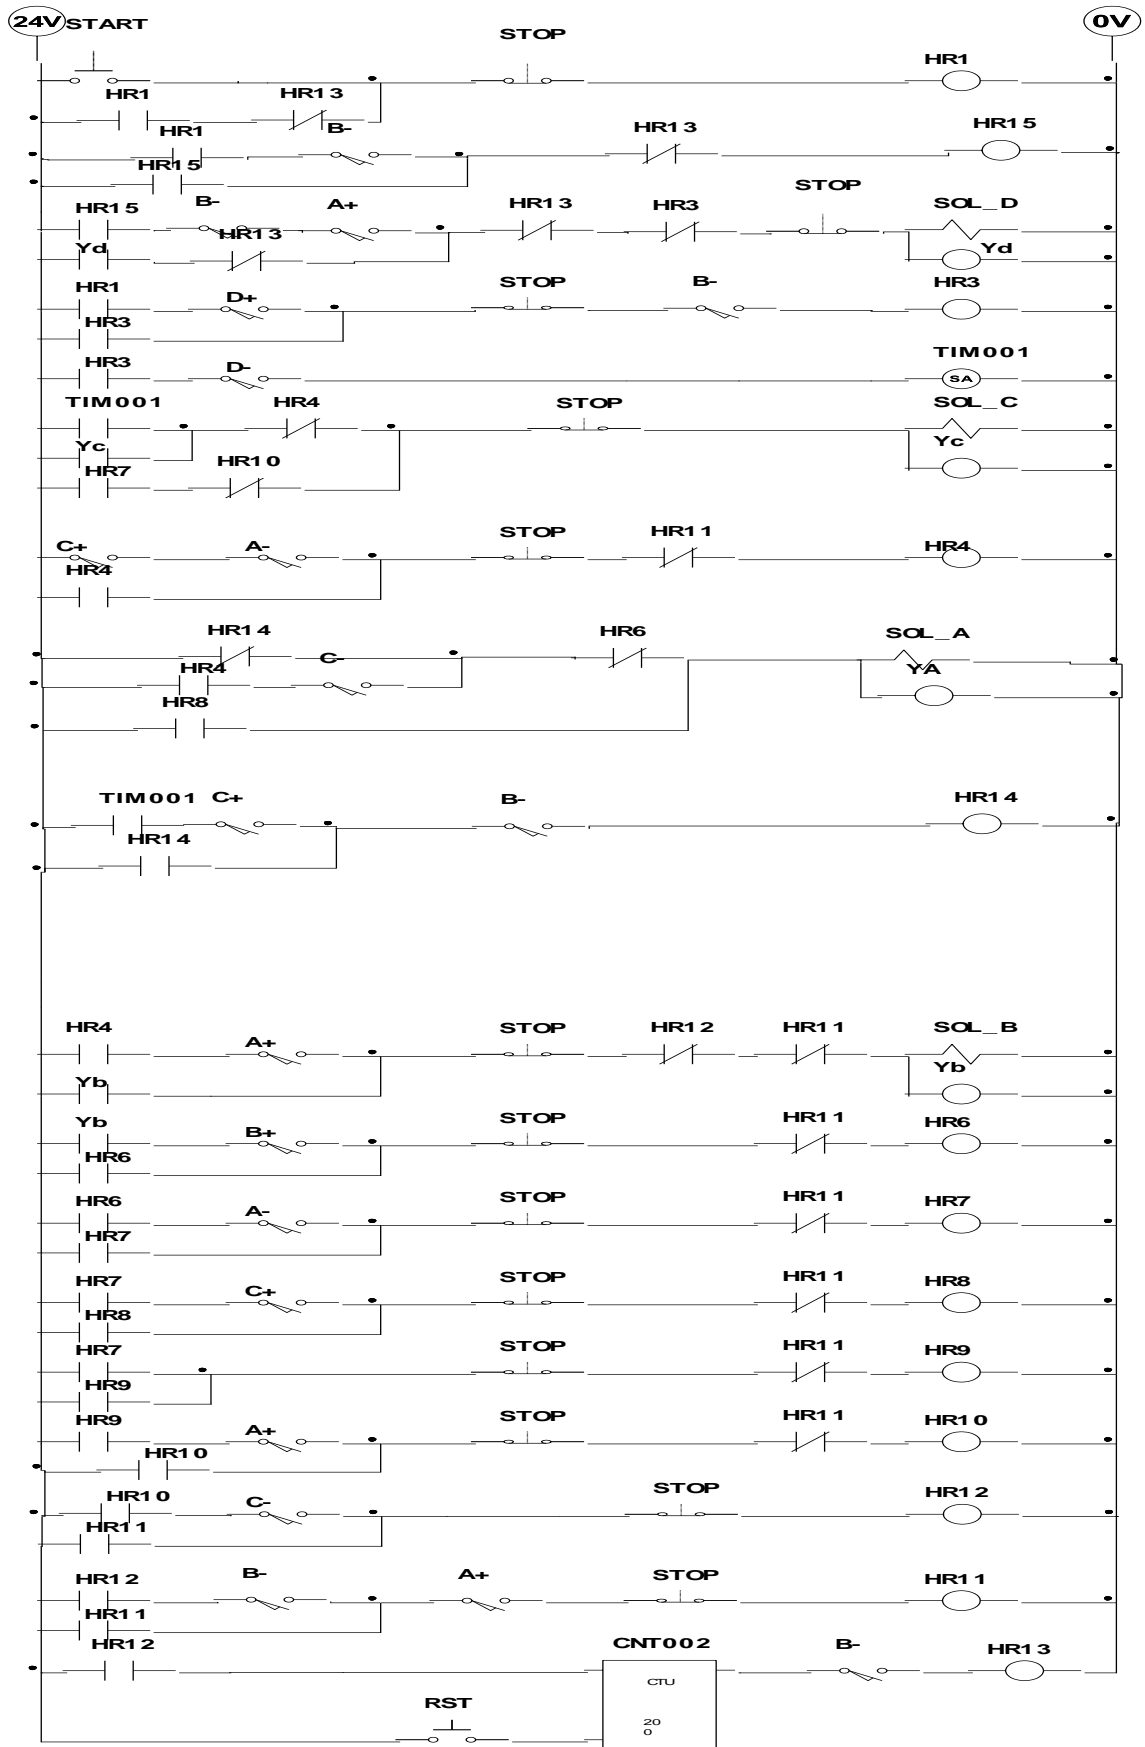 24V START STOP 0V
HR1
HR1 HR13
HR1 B- HR13 HR15
HR15 STOP
HR15 B- A+ HR13 HR3 SOL_D
Yd HR13 Yd
HR1 D+ STOP B- HR3
HR3
HR3 D- TIM001
SA
TIM001 HR4 STOP SOL_C
Yc Yc
HR7 HR10
C+ A- STOP HR11 HR4
HR4
HR14 HR6 SOL_A
HR4 C- YA
HR8
TIM001 C+ B- HR14
HR14
HR4 A+ STOP HR12 HR11 SOL_B
Yb Yb
Yb B+ STOP HR11 HR6
HR6
HR6 A- STOP HR11 HR7
HR7
HR7 C+ STOP HR11 HR8
HR8
HR7 STOP HR11 HR9
HR9
HR9 A+ STOP HR11 HR10
HR10
HR10 C- STOP HR12
HR11
HR12 B- A+ STOP HR11
HR11
HR12 CNT002 B- HR13
CTU
RST 20
0